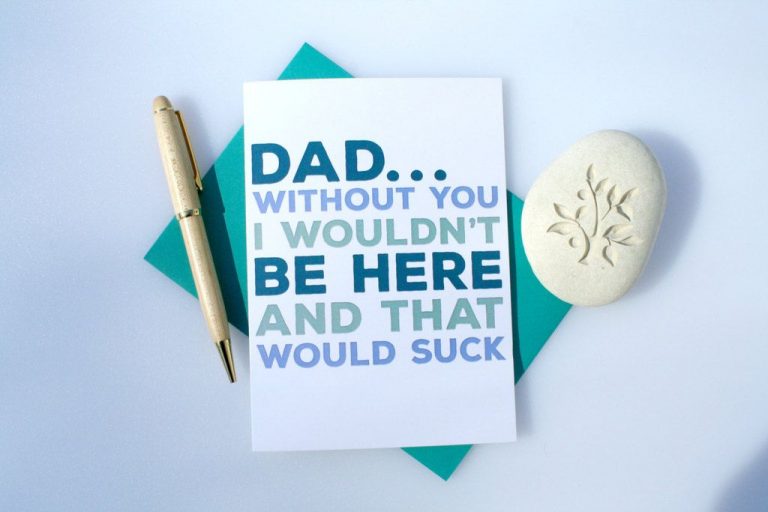 DAD...
WITHOUT YOU
I WOULDN'T
BE HERE
AND THAT
WOULD SUCK